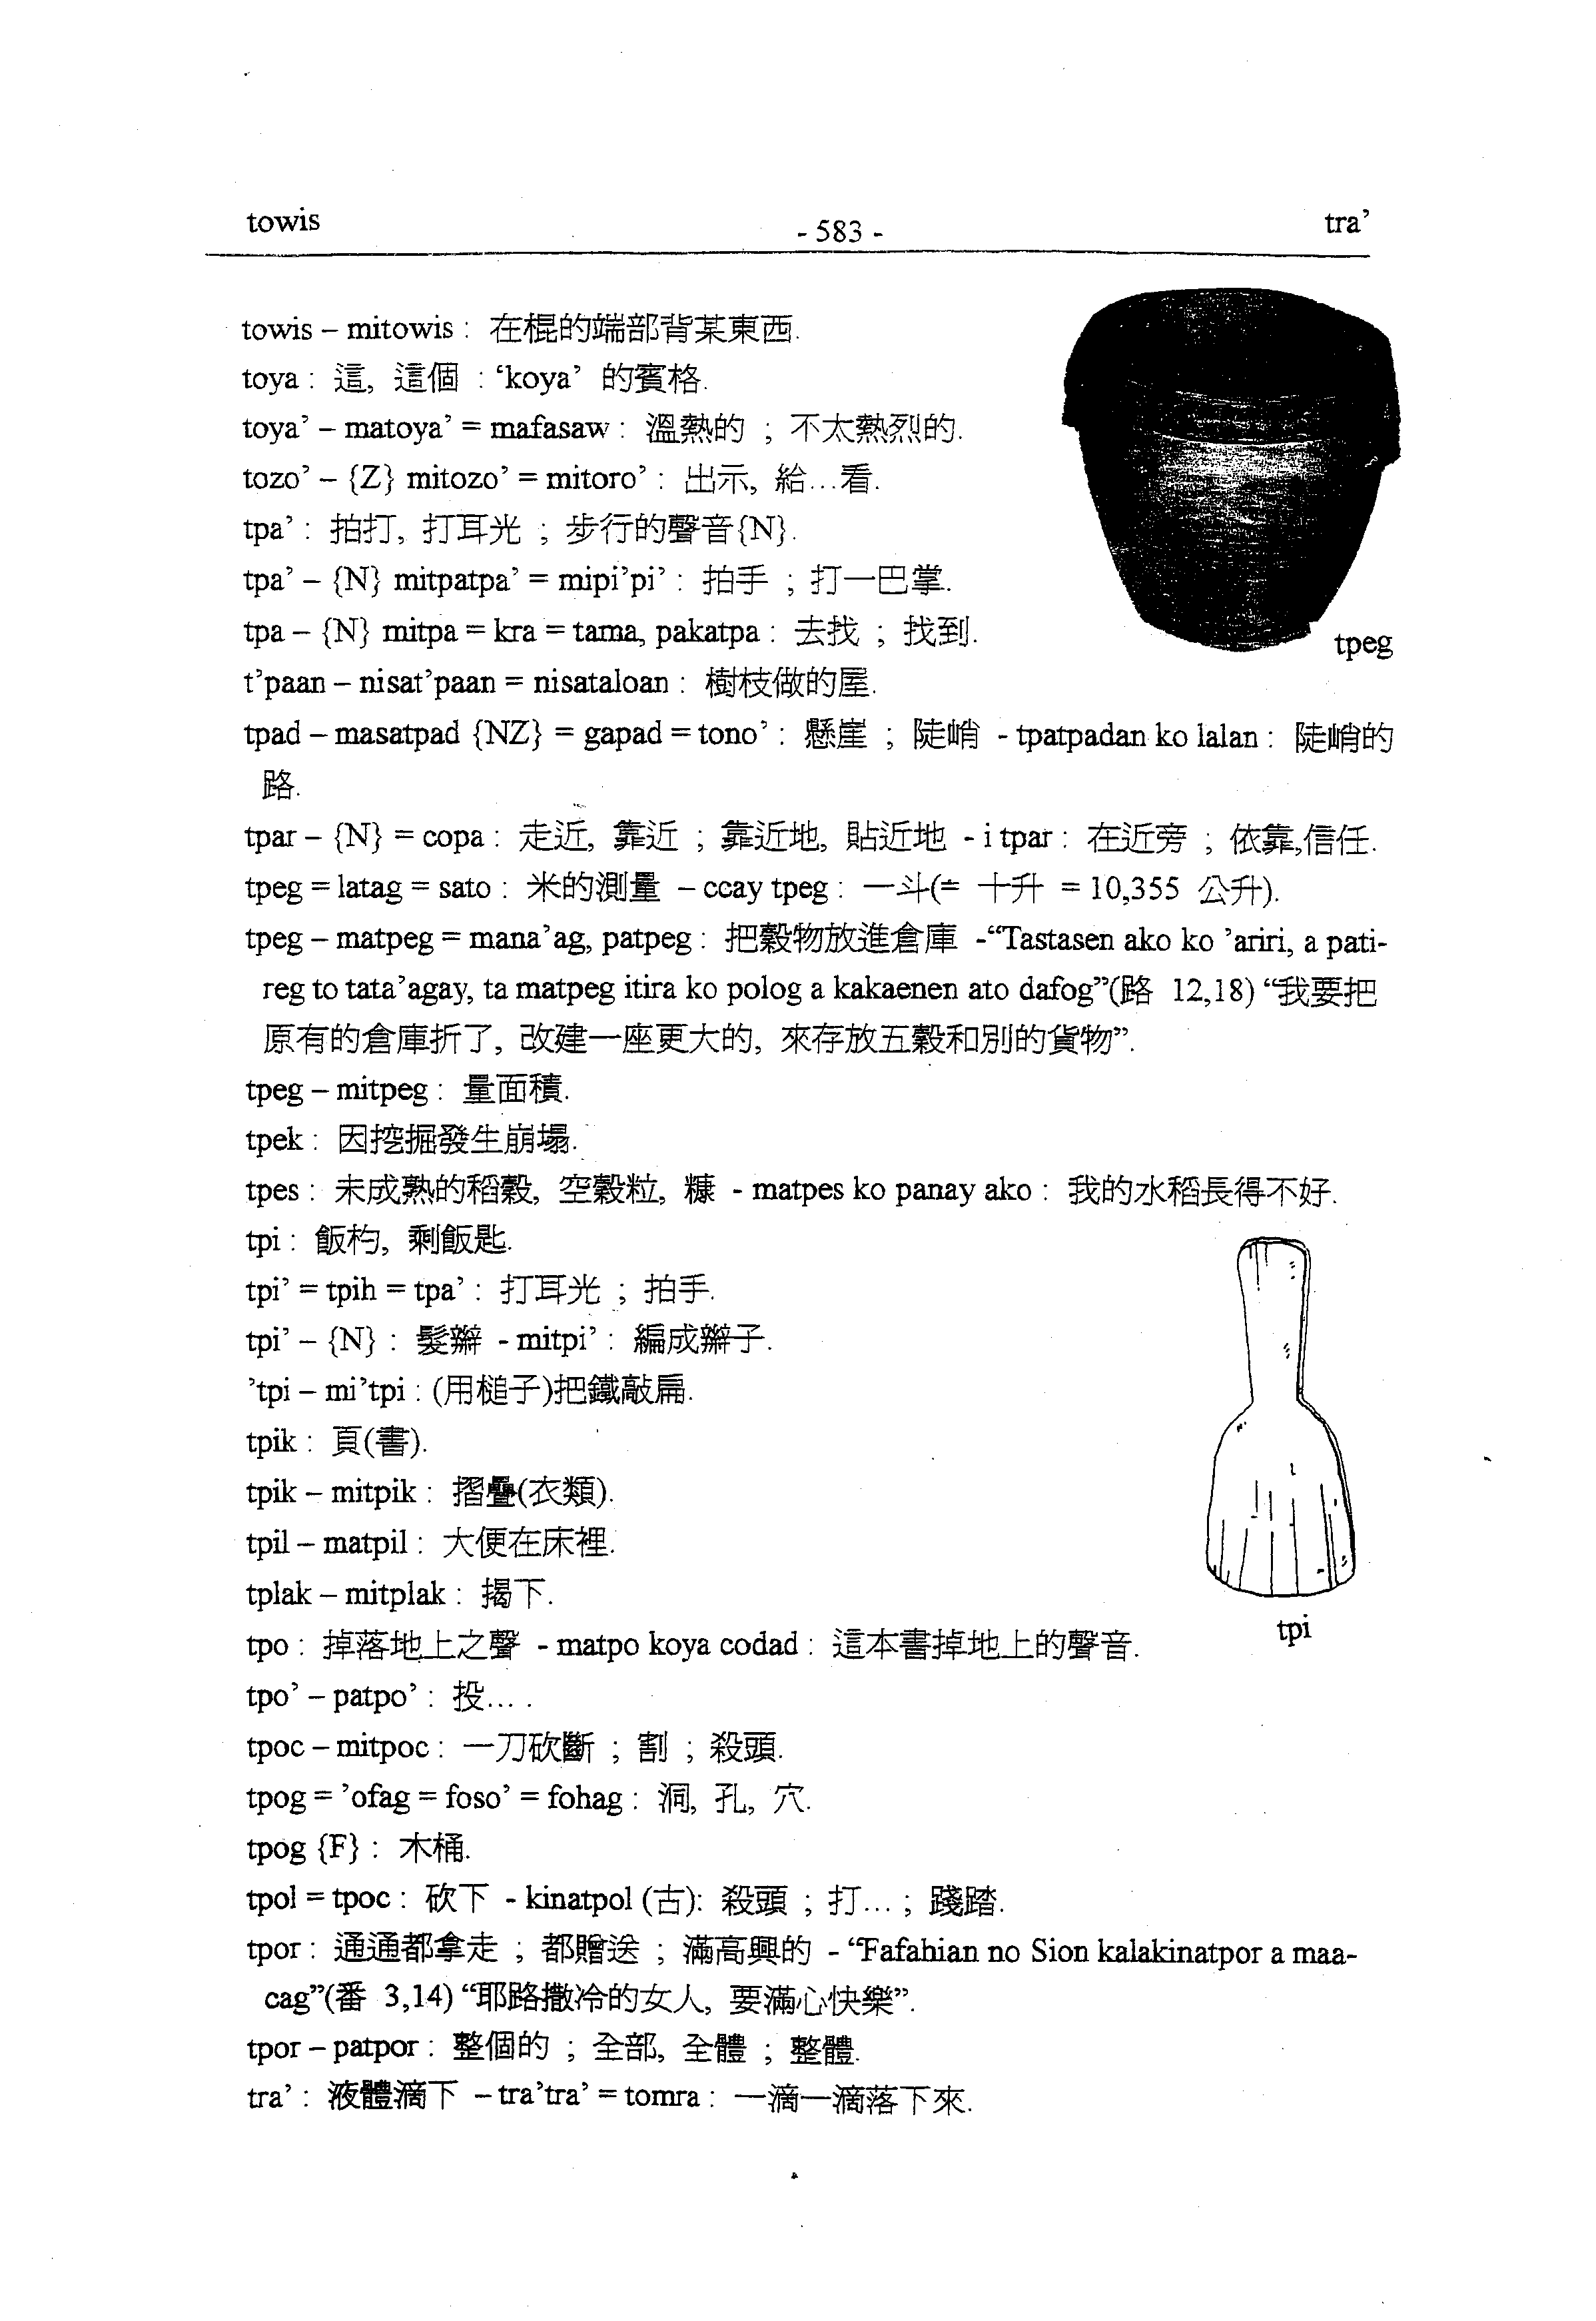 towis
- 583 -
tra’
towis – mitowis : 在棍的端部背某東西.
toya : 這, 這個 : ‘koya’ 的賓格.
toya’ – matoya’ = mafasaw : 溫熱的 ; 不太熱烈的.
tozo’ – {Z} mitozo’ = mitoro’ : 出示, 給…看.
tpa’ : 拍打, 打耳光 ; 步行的聲音{N}.
tpa’ – {N} mitpatpa’ = mipi’pi’ : 拍手 ; 打一巴掌.
tpa – {N} mitpa = kra = tama, pakatpa : 去找 ; 找到.
tpeg
t’paan – nisat’paan = nisataloan : 樹枝做的屋.
tpad – masatpad {NZ} = gapad = tono’ : 懸崖 ; 陡峭 - tpatpadan ko lalan : 陡峭的
路.
tpar – {N} = copa : 走近, 靠近 ; 靠近地, 貼近地 - i tpar : 在近旁 ; 依靠,信任.
tpeg = latag = sato : 米的測量 – ccay tpeg : 一斗(≐ 十升 = 10,355 公升).
tpeg – matpeg = mana’ag, patpeg : 把穀物放進倉庫 -“Tastasen ako ko ’ariri, a pati-
reg to tata’agay, ta matpeg itira ko polog a kakaenen ato dafog”(路 12,18) “我要把
原有的倉庫折了, 改建一座更大的, 來存放五穀和別的貨物”.
tpeg – mitpeg : 量面積.
tpek : 因挖掘發生崩塌.
tpes : 未成熟的稻穀, 空穀粒, 糠 - matpes ko panay ako : 我的水稻長得不好.
tpi : 飯杓, 剩飯匙.
tpi’ = tpih = tpa’ : 打耳光 ; 拍手.
tpi’ – {N} : 髮辮 - mitpi’ : 編成辮子.
’tpi – mi’tpi : (用槌子)把鐵敲扁.
tpik : 頁(書).
tpik – mitpik : 摺疊(衣類).
tpil – matpil : 大便在床裡.
tplak – mitplak : 揭下.
tpi
tpo : 掉落地上之聲 - matpo koya codad : 這本書掉地上的聲音.
tpo’ – patpo’ : 投… .
tpoc – mitpoc : 一刀砍斷 ; 割 ; 殺頭.
tpog = ’ofag = foso’ = fohag : 洞, 孔, 穴.
tpog {F} : 木桶.
tpol = tpoc : 砍下 - kinatpol (古): 殺頭 ; 打… ; 踐踏.
tpor : 通通都拿走 ; 都贈送 ; 滿高興的 - “Fafahian no Sion kalakinatpor a maa-
cag”(番 3,14) “耶路撒冷的女人, 要滿心快樂”.
tpor – patpor : 整個的 ; 全部, 全體 ; 整體.
tra’ : 液體滴下 – tra’tra’ = tomra : 一滴一滴落下來.